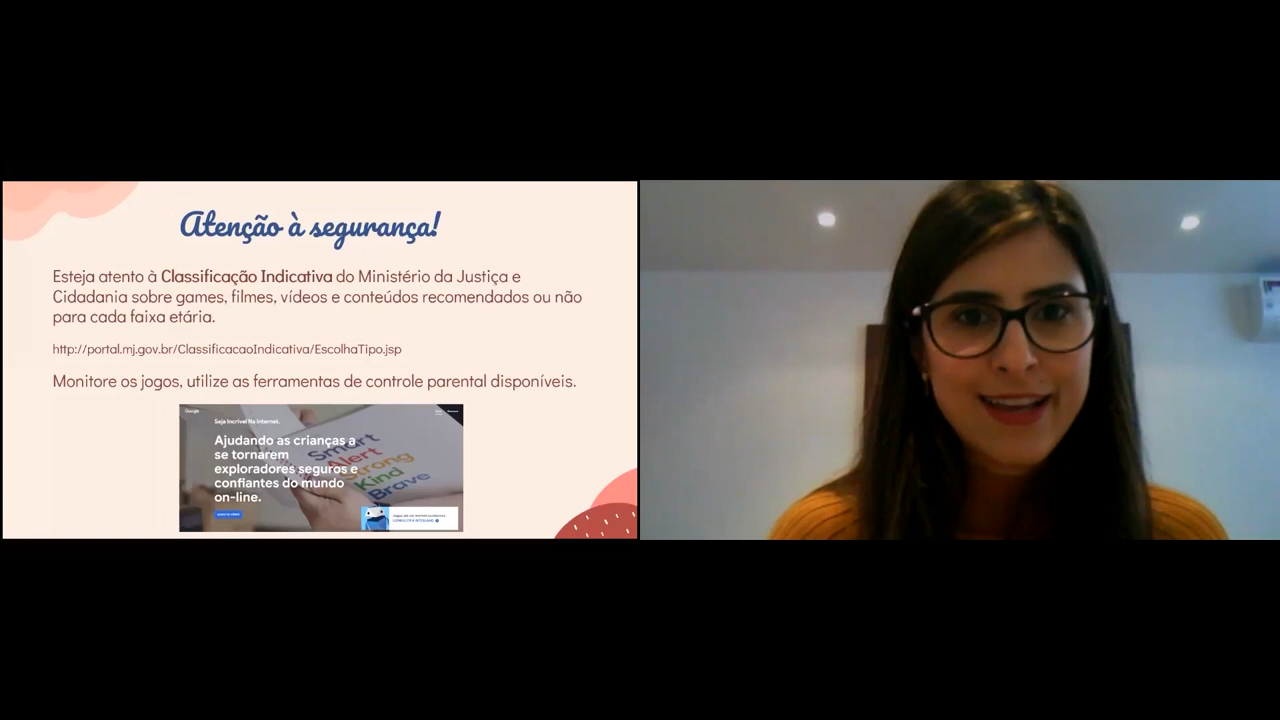 Atenção à segurança!
Esteja atento à Classificação Indicativa do Ministério da Justiça e
Cidadania sobre games, filmes, vídeos e conteúdos recomendados ou não
para cada faixa etária.
http://portal.mj.gov.br/ClassificacaoIndicativa/EscolhaTipo.jsp
Monitore os jogos, utilize as ferramentas de controle parental disponíveis.
Google
Seja Incrível Na Internet.
Ajudando as crianças a
se tornarem
exploradores seguros e
confiantes do mundo
on-line.
Smart
Alert
Strong
Kind
Brave